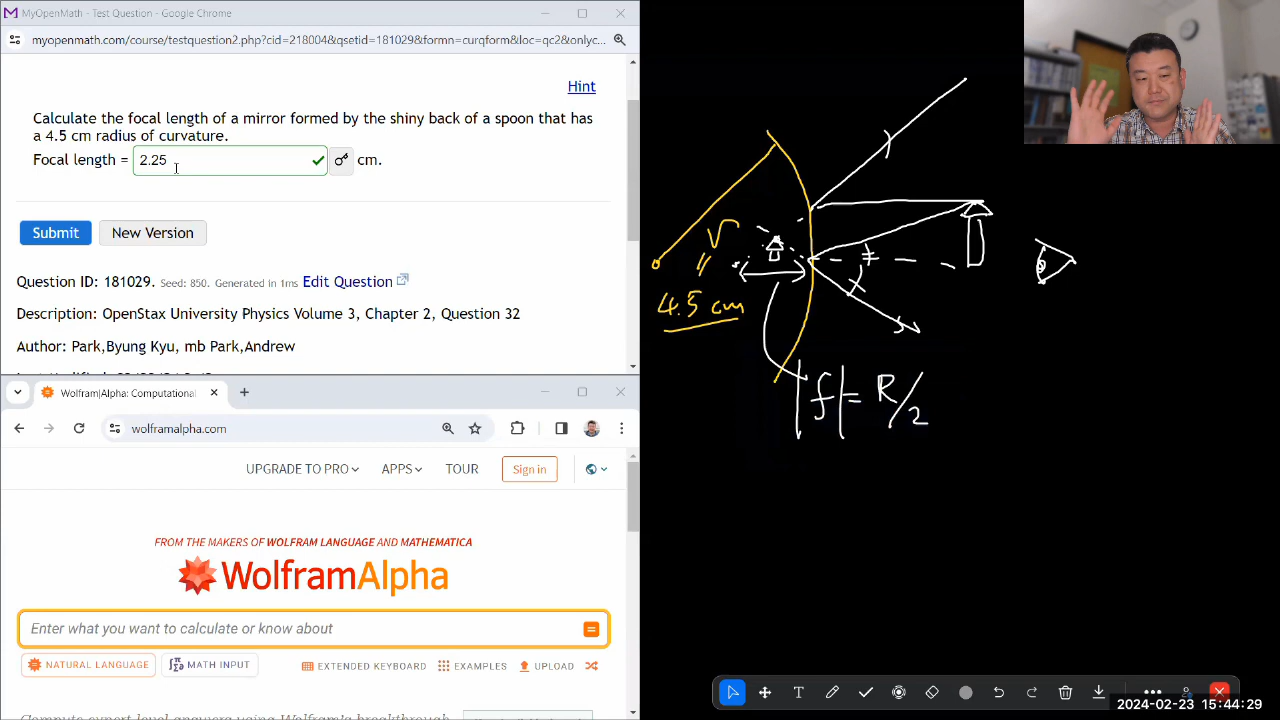 MyOpenMath - Test Question - Google Chrome
myopenmath.com/course/testquestion2.php?cid=218004&qsetid=181029&formn=curqform&loc=qc2&onlyc...
Hint
Calculate the focal length of a mirror formed by the shiny back of a spoon that has
a 4.5 cm radius of curvature.
Focal length = 2.25 cm.
Submit
New Version
Question ID: 181029. Seed: 850. Generated in 1ms Edit Question
Description: OpenStax University Physics Volume 3, Chapter 2, Question 32
Author: Park,Byung Kyu, mb Park,Andrew
Wolfram|Alpha: Computational
wolframalpha.com
UPGRADE TO PRO
APPS
TOUR
Sign in
FROM THE MAKERS OF WOLFRAM LANGUAGE AND MATHEMATICA
WolframAlpha
Enter what you want to calculate or know about
NATURAL LANGUAGE
MATH INPUT
EXTENDED KEYBOARD
EXAMPLES
UPLOAD
r
||
4.5 cm
|f| = R/2
T
2024-02-23 15:44:29